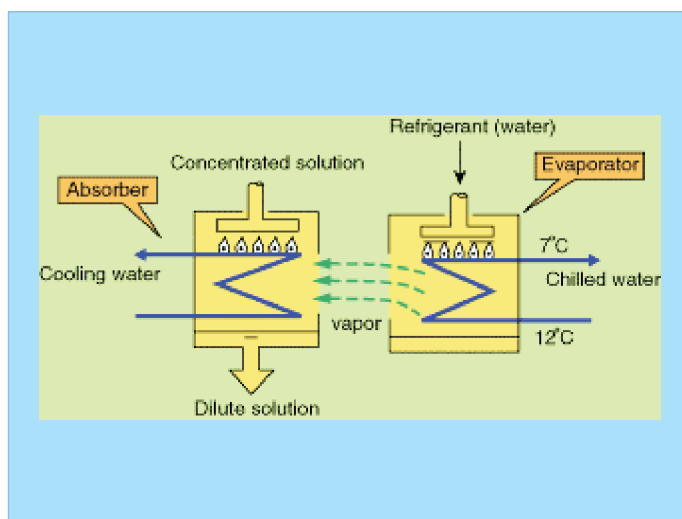 Refrigerant (water)
Concentrated solution
Absorber
Evaporator
7°C
Cooling water
Chilled water
vapor
12°C
Dilute solution